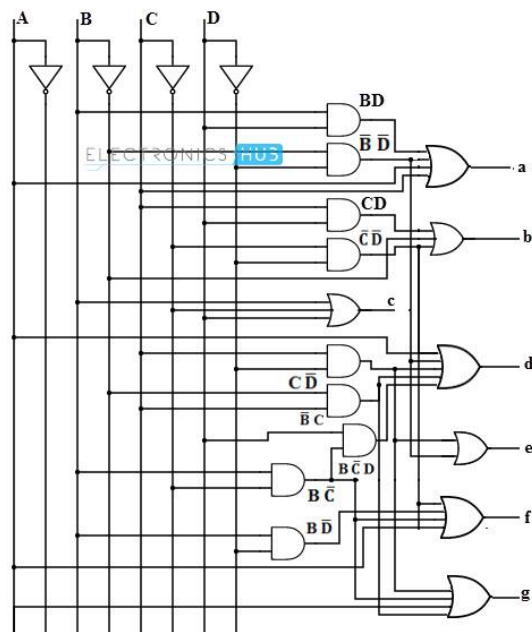 A B C D
BD
ELECTRONICS HUB
B̅ D̅
a
CD
b
C̅ D̅
c
d
C D̅
B̅ C
e
B C̅ D
B C̅
f
B D̅
g